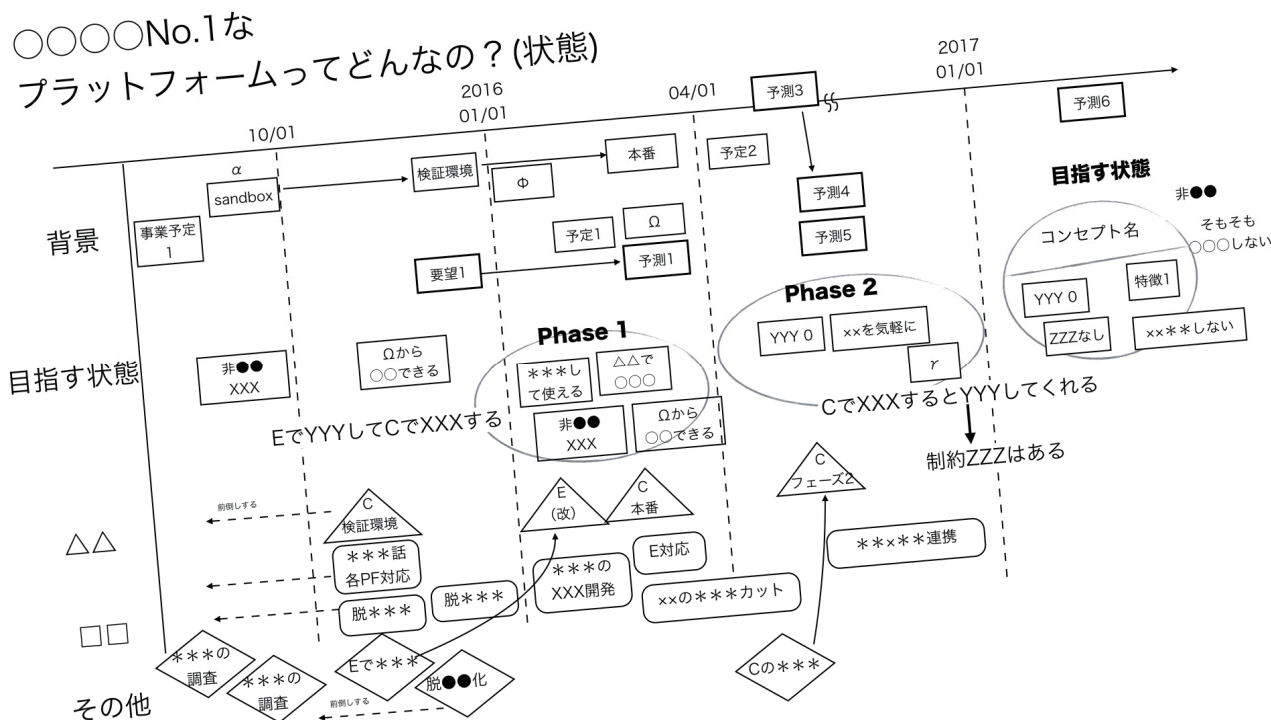 ○○○○No.1な
プラットフォームってどんなの？(状態)
2016
01/01
2017
01/01
10/01
04/01
予測3
予測6
背景
事業予定
1
α
sandbox
検証環境
Φ
本番
予定2
予測4
予測5
予定1
Ω
要望1
予測1
目指す状態
非●●
そもそも
○○○しない
コンセプト名
YYY 0
特徴1
ZZZなし
××＊＊しない
目指す状態
非●●
XXX
Ωから
○○できる
EでYYYしてCでXXXする
Phase 1
＊＊＊し
て使える
△△で
○○○
非●●
XXX
Ωから
○○できる
Phase 2
YYY 0
××を気軽に
r
CでXXXするとYYYしてくれる
制約ZZZはある
△△
前倒しする
C
検証環境
E
（改）
C
本番
C
フェーズ2
＊＊＊話
各PF対応
脱＊＊＊
脱＊＊＊
＊＊＊の
XXX開発
E対応
××の＊＊＊カット
＊＊×＊＊連携
□□
その他
＊＊＊の
調査
＊＊＊の
調査
Eで＊＊＊
脱●●化
前倒しする
Cの＊＊＊